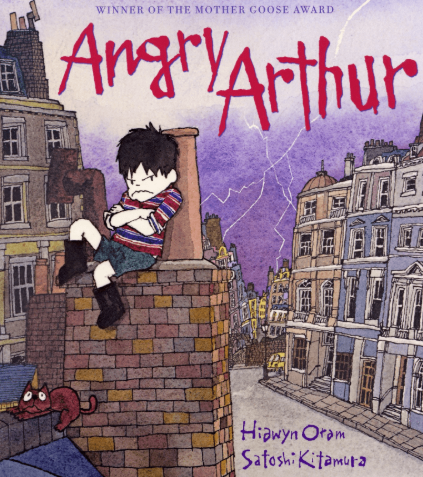 WINNER OF THE MOTHER GOOSE AWARD
Angry
Arthur
Hiawyn Oram
Satoshi Kitamura